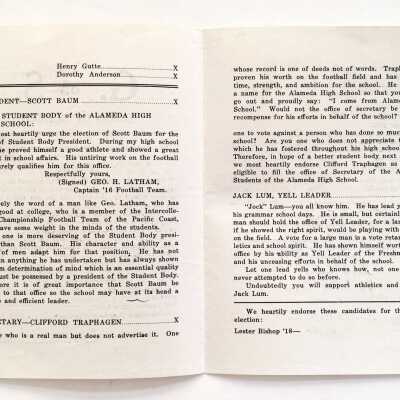 Henry Gutte ........................X
Dorothy Anderson ...................X
DENT—SCOTT BAUM ........................X
STUDENT BODY of the ALAMEDA HIGH
SCHOOL:
ost heartily urge the election of Scott Baum for the
of Student Body President. During my high school
he proved himself a good athlete and showed a great
t in school affairs. His untiring work on the football
urely qualifies him for this office.
Respectfully yours,
(Signed) GEO. H. LATHAM,
Captain '16 Football Team.
ely the word of a man like Geo. Latham, who has
good at college, who is a member of the Intercolle-
Championship Football Team of the Pacific Coast,
ave some weight in the minds of the students.
one is more deserving of the Student Body presi-
than Scott Baum. His character and ability as a
of men adapt him for that position. He has not
n anything he has undertaken but has always shown
m determination of mind which is an essential quality
ust be possessed by a president of the Student Body.
ore it is of great importance that Scott Baum be
to that office so the school may have at its head a
e and efficient leader.
ETARY—CLIFFORD TRAPHAGEN ....................X
e who is a real man but does not advertise it. One
whose record is one of deeds not of words. Traph
proven his worth on the football field and has
time, strength, and ambition for the school. He
a name for the Alameda High School so that you
go out and proudly say: "I come from Alame
School." Would not the office of secretary be
recompense for his efforts in behalf of the school?
one to vote against a person who has done so much
school? Are you one who does not appreciate t
which he has fostered throughout his high school
Therefore, in hope of a better student body next
we most heartily endorse Clifford Traphagen so
eligible to fill the office of Secretary of the A
Students of the Alameda High School.
JACK LUM, YELL LEADER ................
"Jock" Lum—you all know him. He has lead y
his grammar school days. He is small, but certainl
man should hold the office of Yell Leader, for a l
if he showed the right spirit, would be playing with
on the field. A vote for a large man is a vote retar
letics and school spirit. He has shown himself wort
office by his ability as Yell Leader of the Freshm
and his unceasing efforts in behalf of the school.
Let one lead yells who knows how, not one
never attempted to do so before.
Undoubtedly you will support athletics and
Jack Lum.
We heartily endorse these candidates for th
election:
Lester Bishop '18—